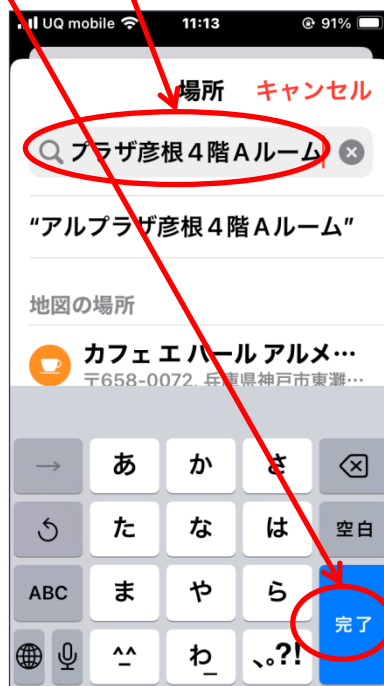 UQ mobile 11:13 91%
場所 キャンセル
プラザ彦根４階Ａルーム
“アルプラザ彦根４階Ａルーム”
地図の場所
カフェ エ バール アルメ…
〒658-0072, 兵庫県神戸市東灘…
→ あ か さ
た な は 空白
ABC ま や ら 完了
^_^ わ_ 、。?!